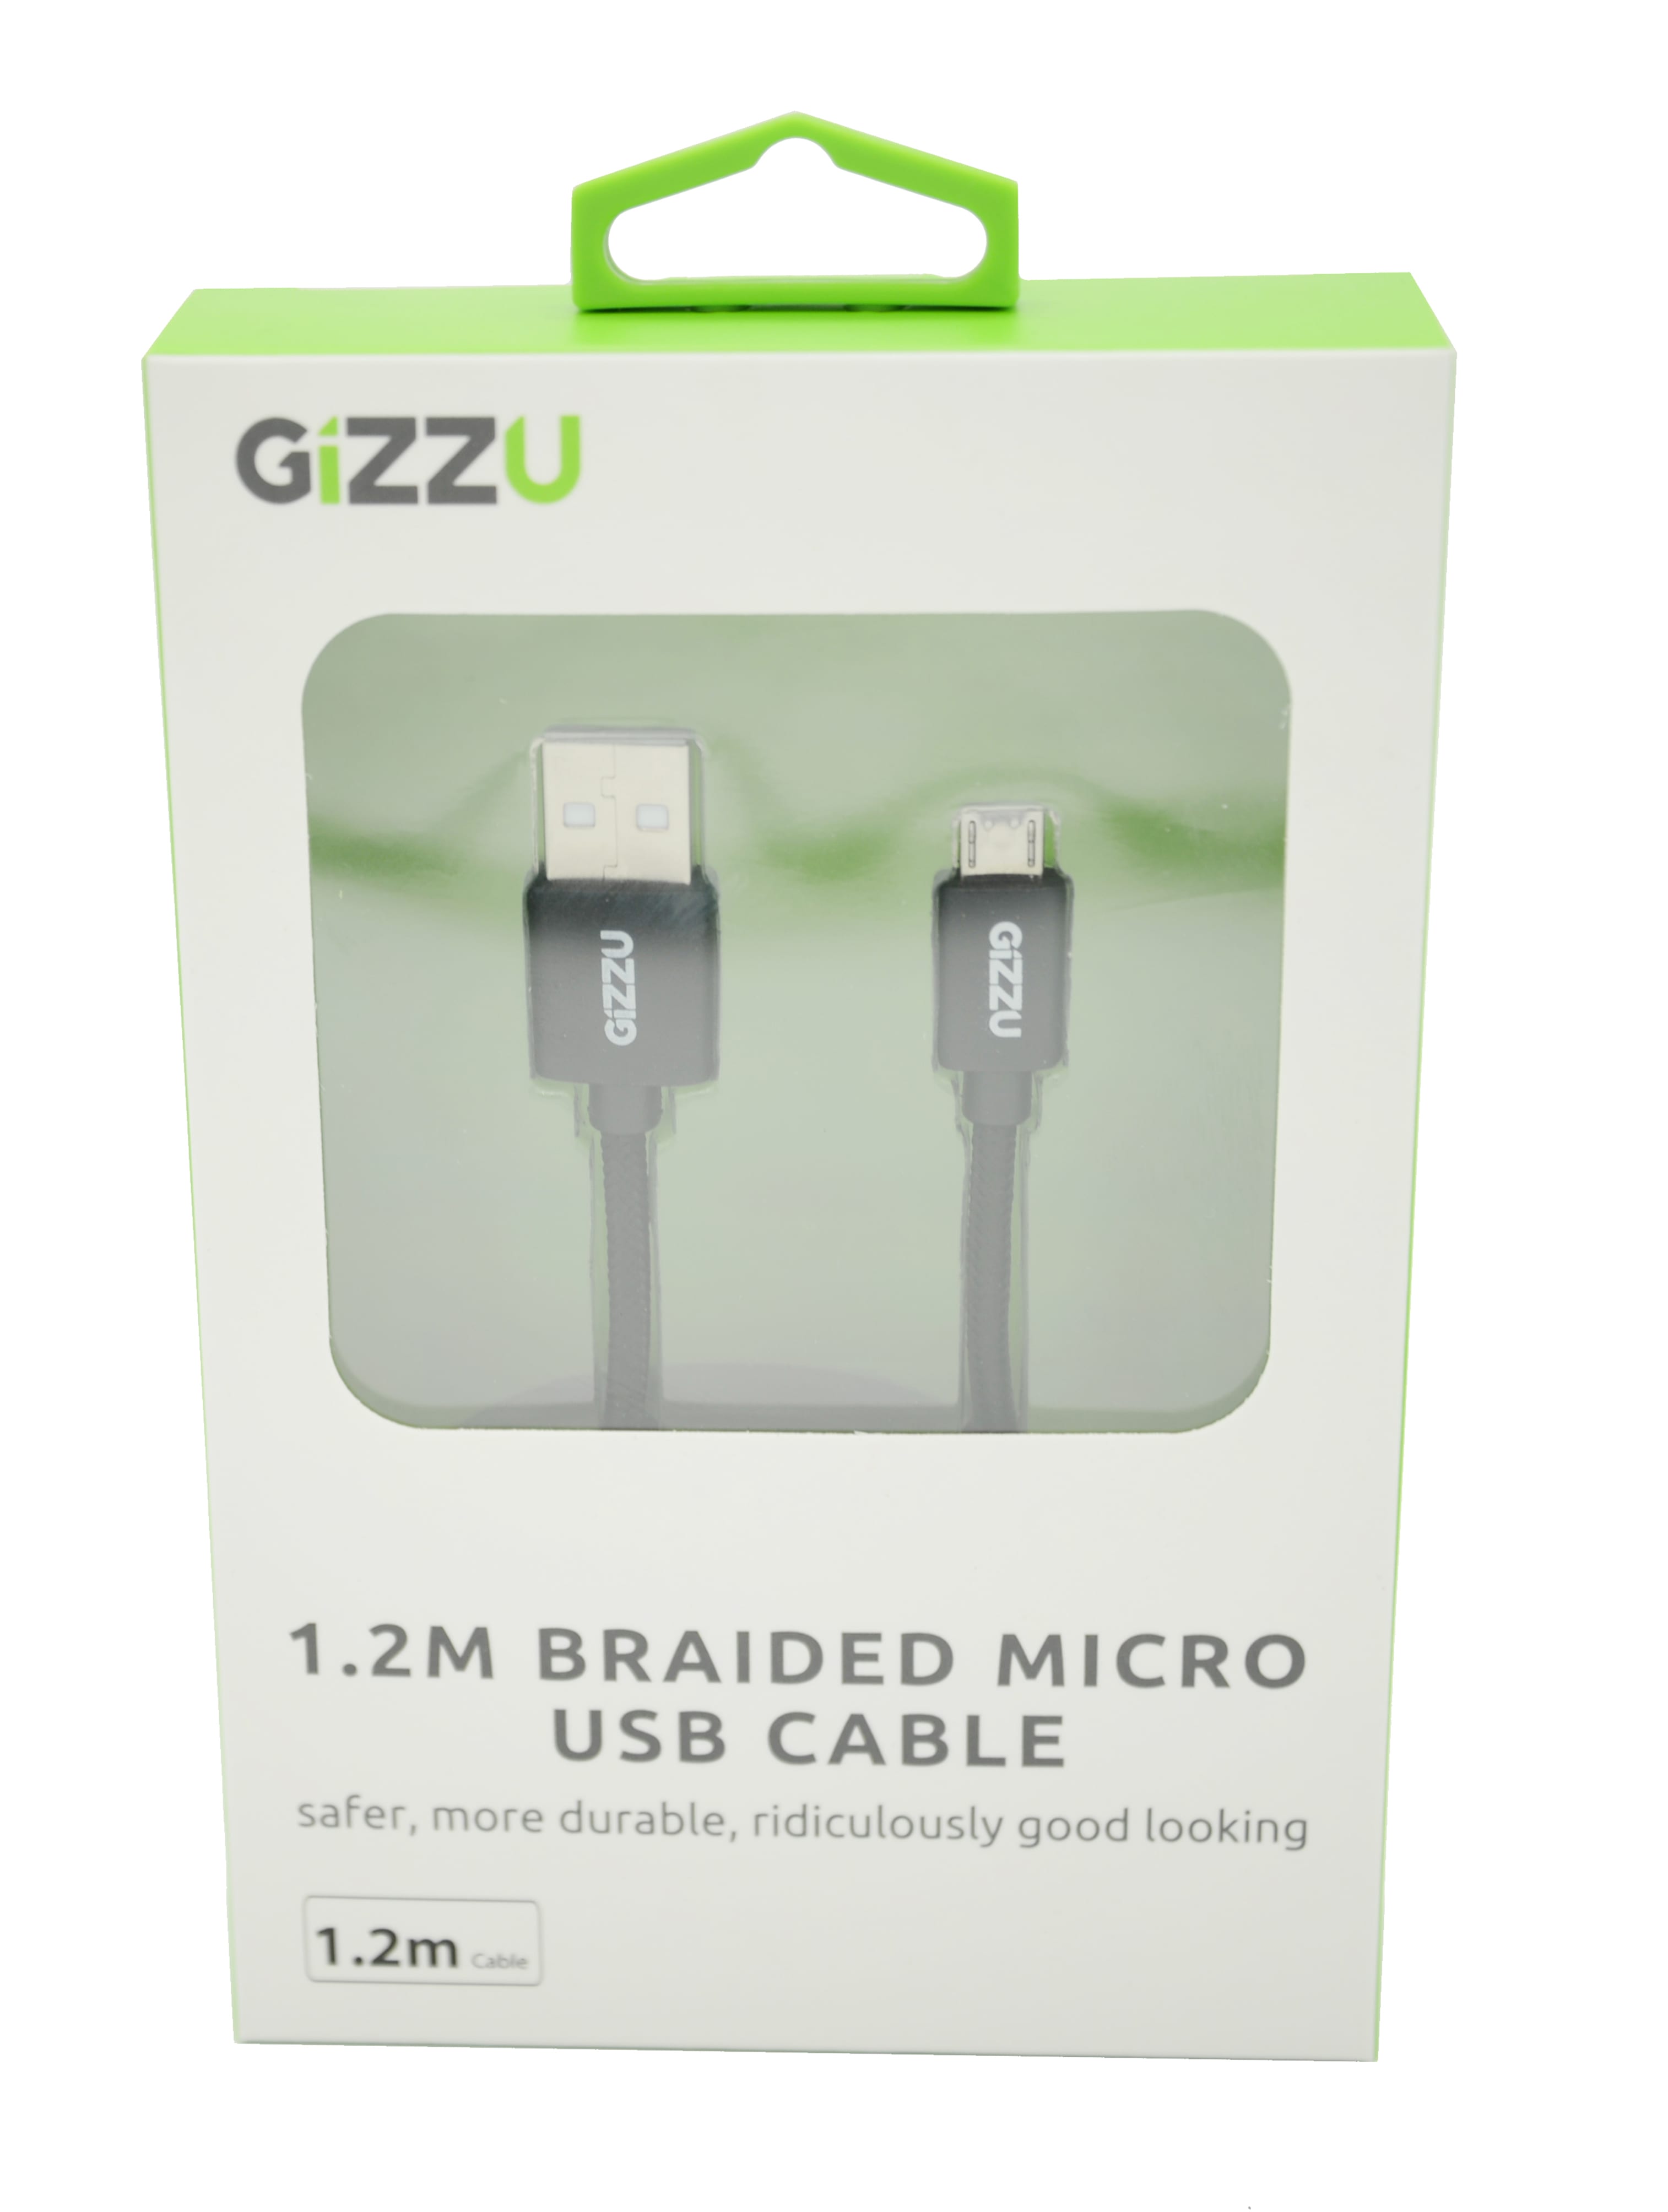 GiZZU
GiZZU
GiZZU
1.2M BRAIDED MICRO
USB CABLE
safer, more durable, ridiculously good looking
1.2m Cable